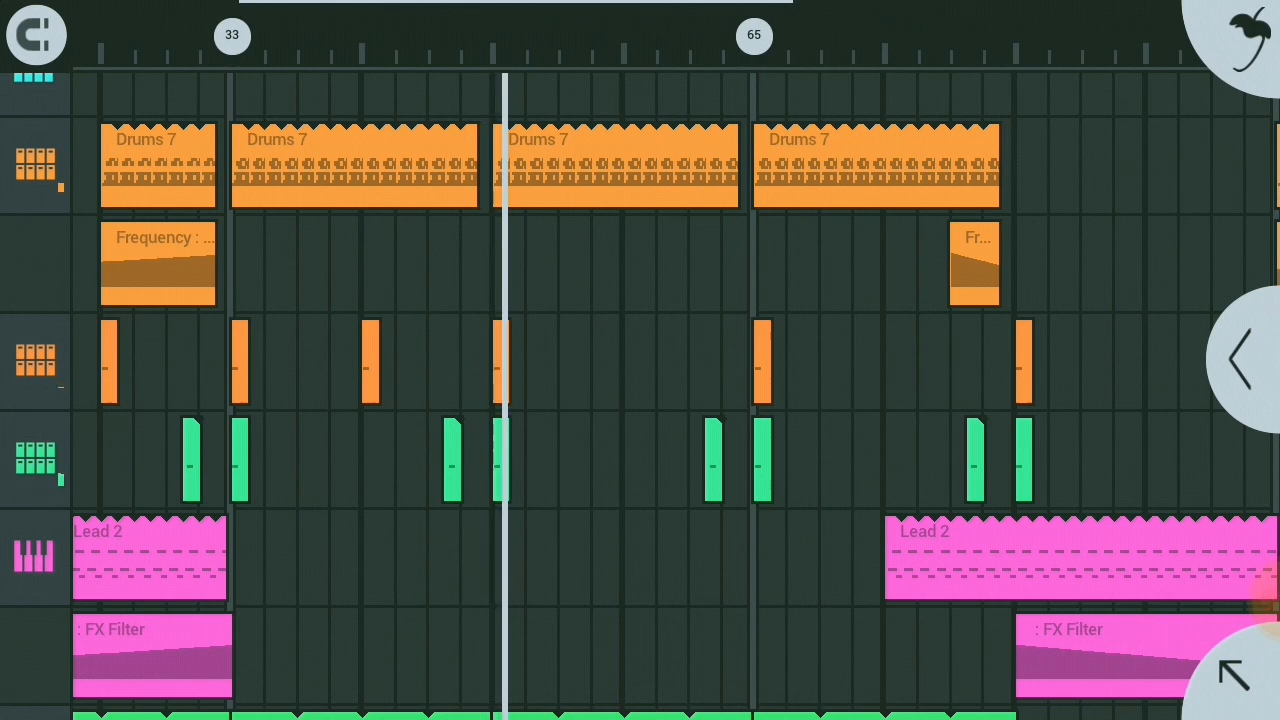 33
65
Drums 7
Drums 7
Drums 7
Drums 7
Frequency : ...
Fr...
Lead 2
Lead 2
: FX Filter
: FX Filter